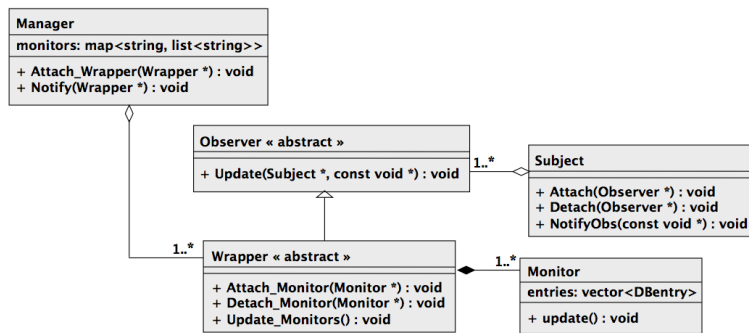 Manager
monitors: map<string, list<string>>
+ Attach_Wrapper(Wrapper *) : void
+ Notify(Wrapper *) : void
Observer « abstract »
+ Update(Subject *, const void *) : void
1..*
Subject
+ Attach(Observer *) : void
+ Detach(Observer *) : void
+ NotifyObs(const void *) : void
1..*
Wrapper « abstract »
+ Attach_Monitor(Monitor *) : void
+ Detach_Monitor(Monitor *) : void
+ Update_Monitors() : void
1..*
Monitor
entries: vector<DBentry>
+ update() : void